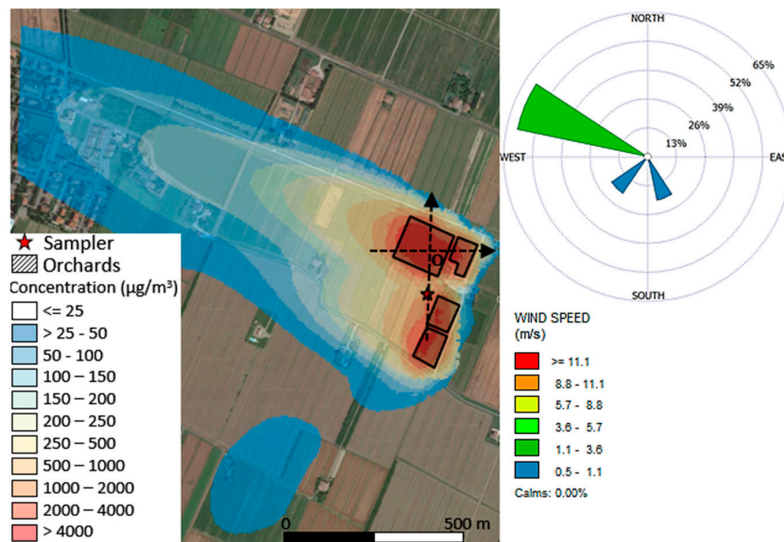 NORTH
65%
52%
39%
26%
13%
WEST
EAST
SOUTH
O
Sampler
Orchards
Concentration (µg/m³)
<= 25
> 25 - 50
50 - 100
100 – 150
150 – 200
200 – 250
250 – 500
500 – 1000
1000 – 2000
2000 – 4000
> 4000
0 500 m
WIND SPEED
(m/s)
>= 11.1
8.8 - 11.1
5.7 - 8.8
3.6 - 5.7
1.1 - 3.6
0.5 - 1.1
Calms: 0.00%